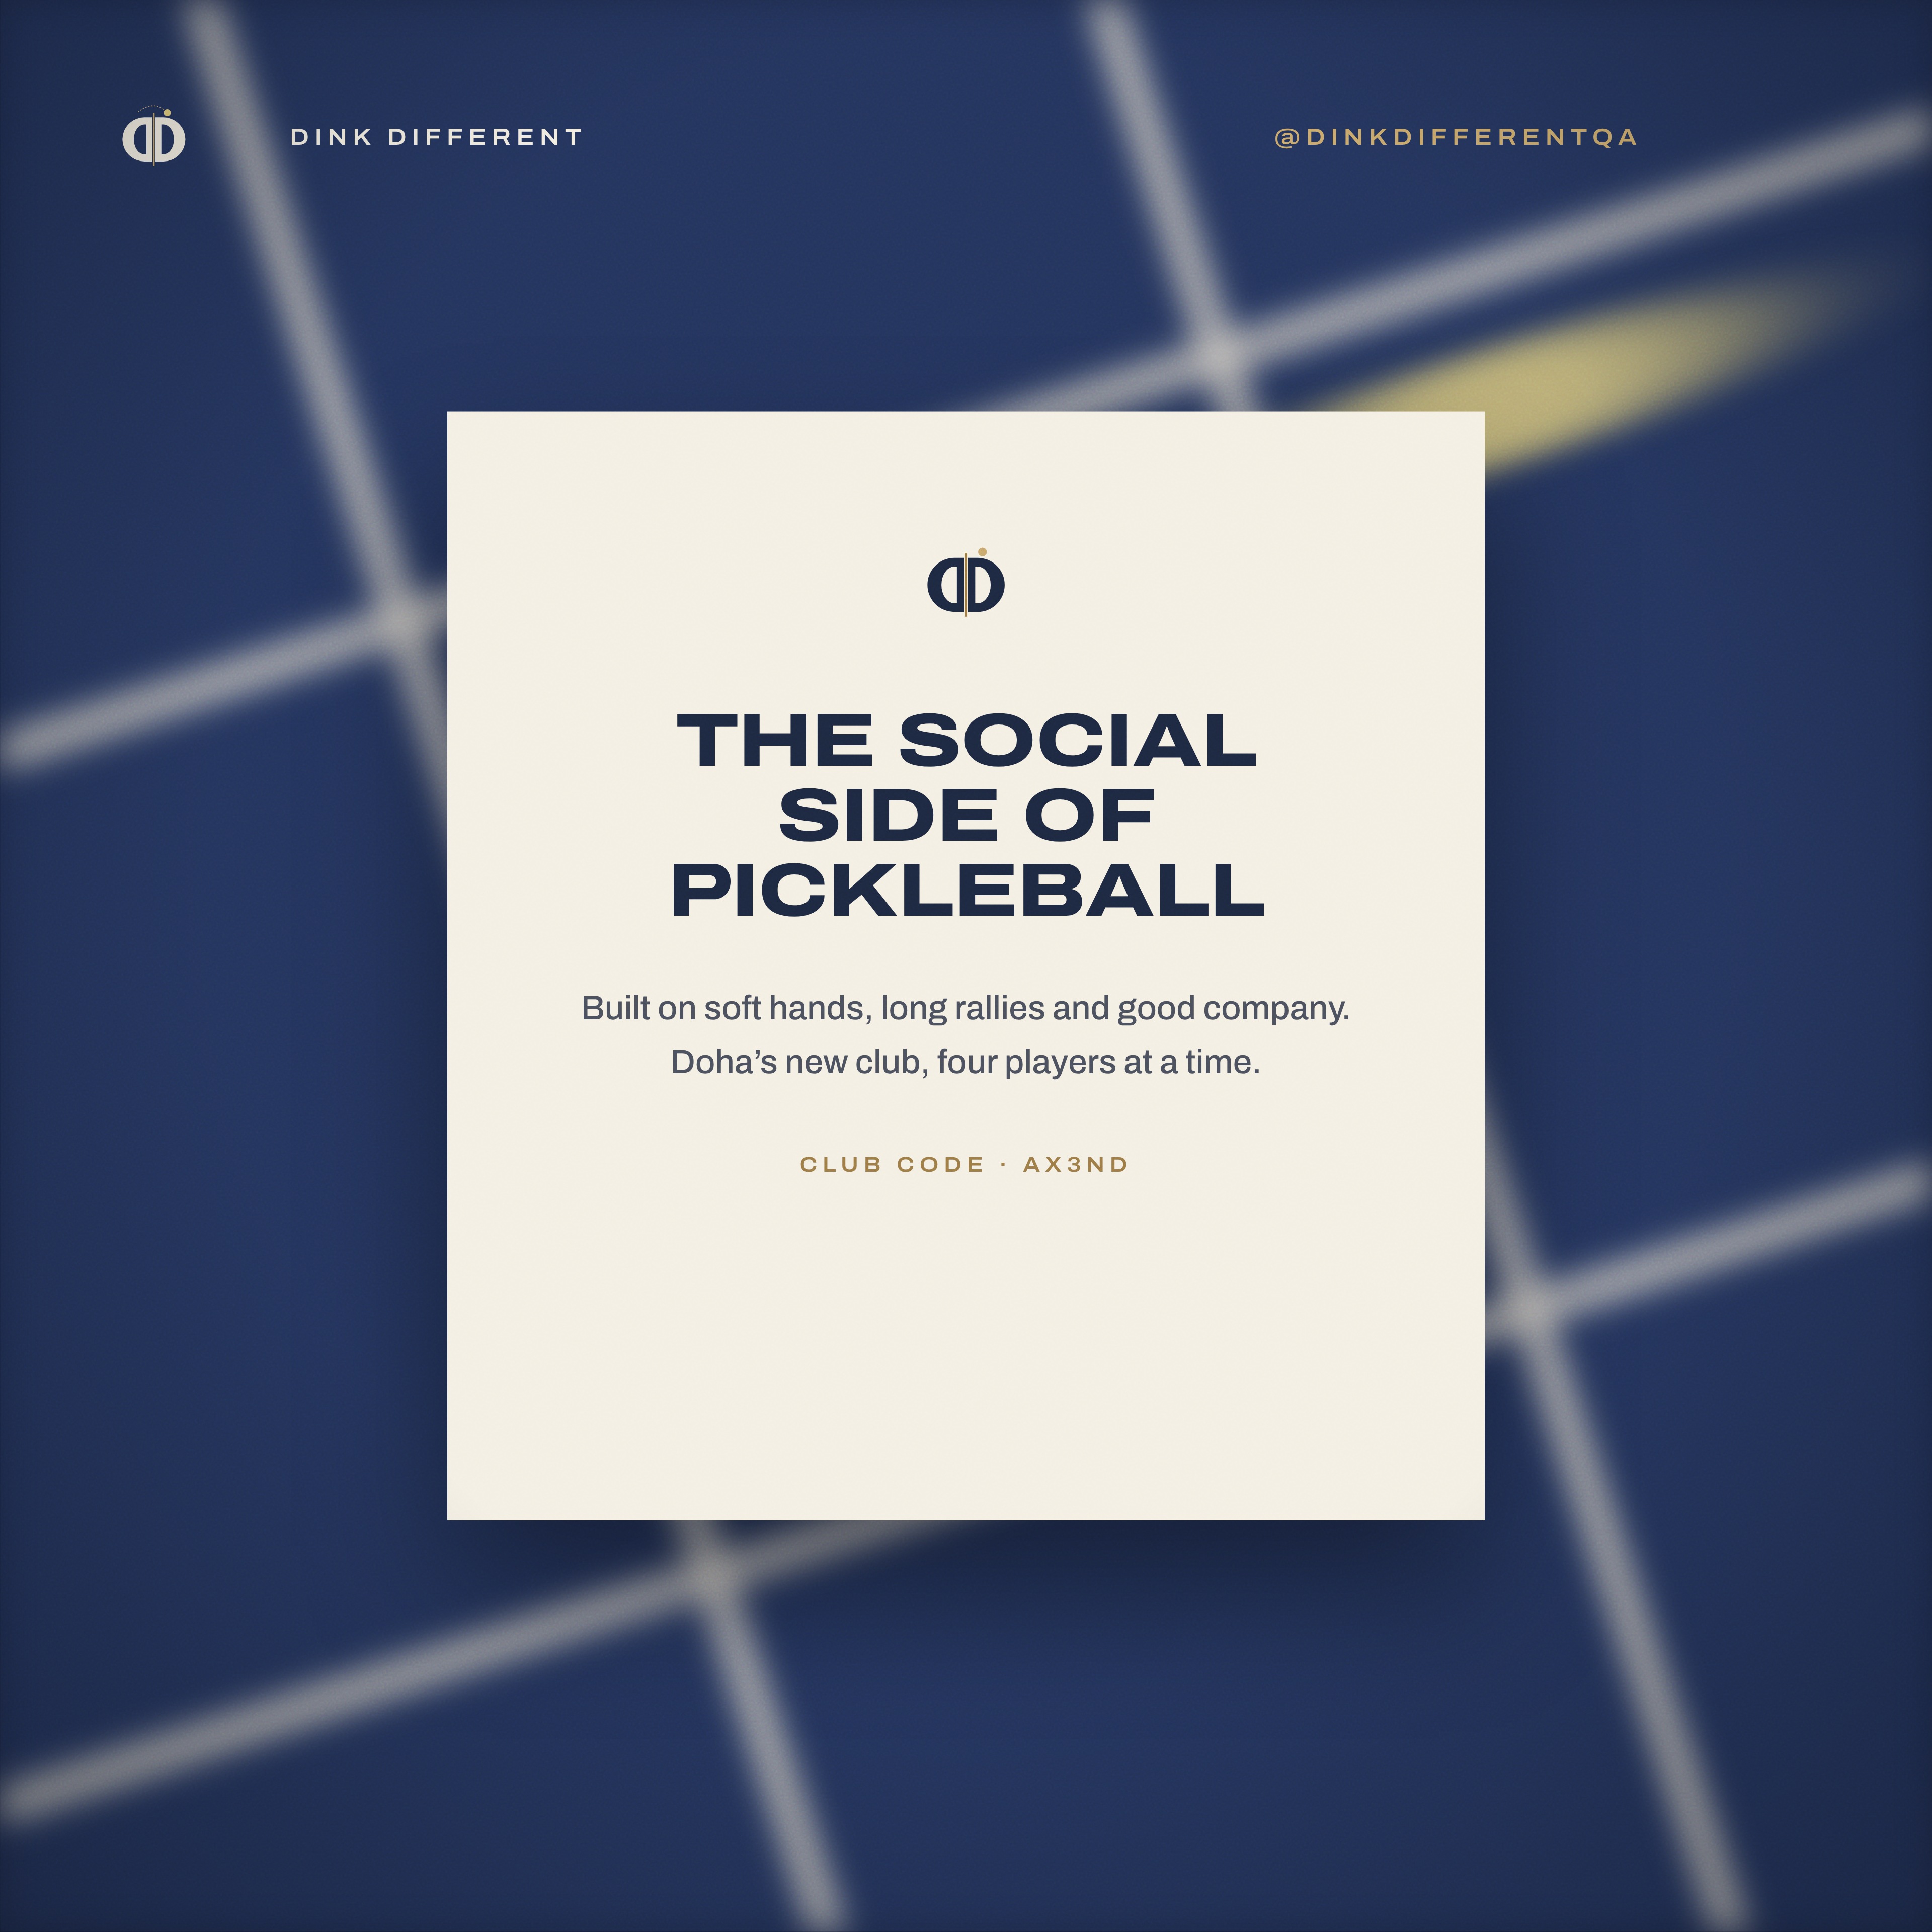 DINK DIFFERENT
@DINKDIFFERENTQA
THE SOCIAL
SIDE OF
PICKLEBALL
Built on soft hands, long rallies and good company.
Doha’s new club, four players at a time.
CLUB CODE · AX3ND